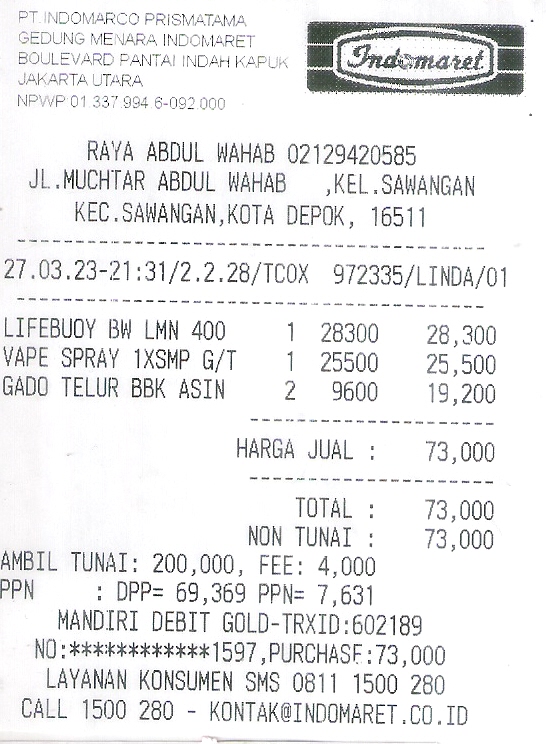 PT.INDOMARCO PRISMATAMA
GEDUNG MENARA INDOMARET
BOULEVARD PANTAI INDAH KAPUK
JAKARTA UTARA
NPWP 01.337.994.6-092.000
Indomaret
RAYA ABDUL WAHAB 02129420585
JL.MUCHTAR ABDUL WAHAB ,KEL.SAWANGAN
KEC.SAWANGAN,KOTA DEPOK, 16511
27.03.23-21:31/2.2.28/TCOX 972335/LINDA/01
LIFEBUOY BW LMN 400 1 28300 28,300
VAPE SPRAY 1XSMP G/T 1 25500 25,500
GADO TELUR BBK ASIN 2 9600 19,200
HARGA JUAL : 73,000
TOTAL : 73,000
NON TUNAI : 73,000
AMBIL TUNAI: 200,000, FEE: 4,000
PPN : DPP= 69,369 PPN= 7,631
MANDIRI DEBIT GOLD-TRXID:602189
NO:************1597,PURCHASE:73,000
LAYANAN KONSUMEN SMS 0811 1500 280
CALL 1500 280 - KONTAK@INDOMARET.CO.ID